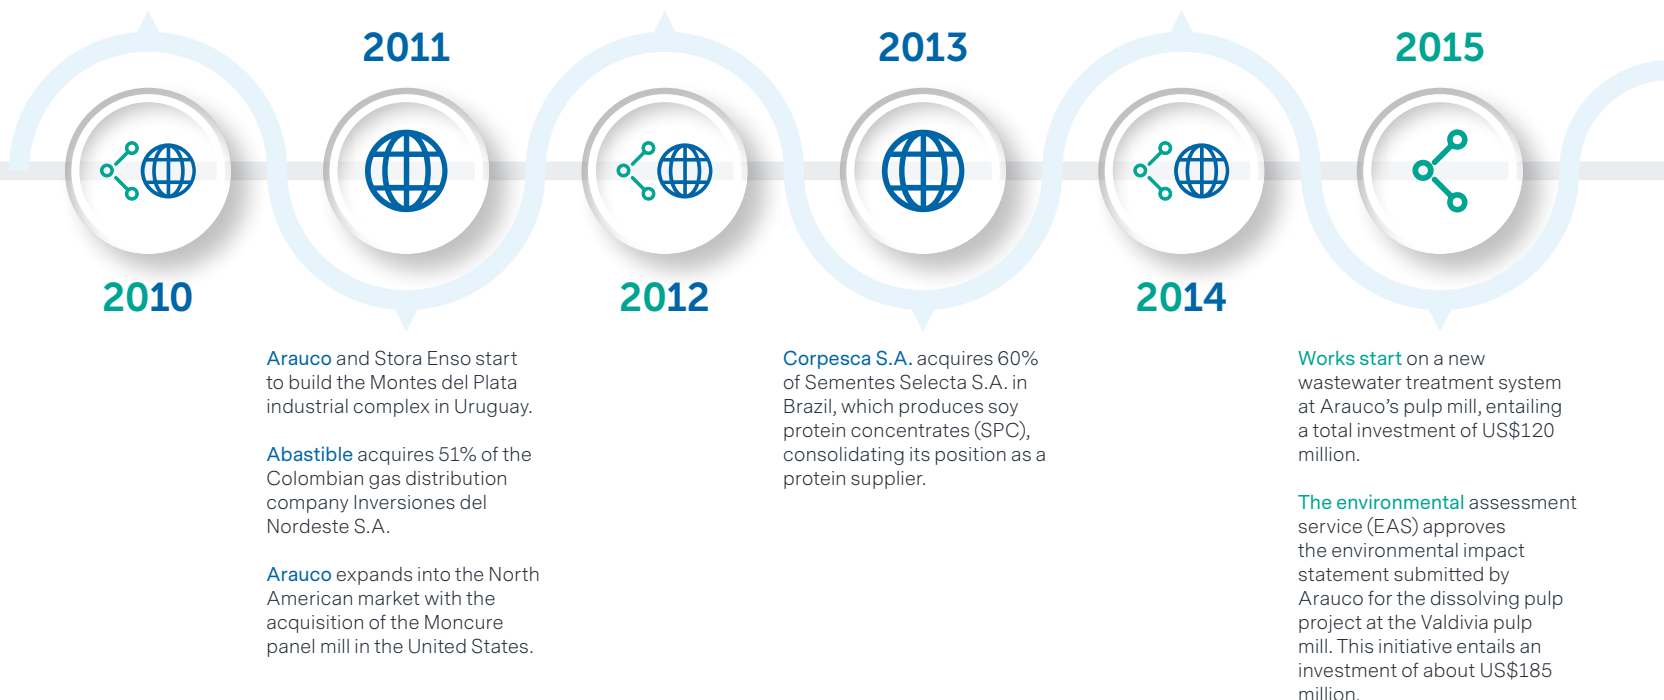 2011
2013
2015
2010
2012
2014
Arauco and Stora Enso start
to build the Montes del Plata
industrial complex in Uruguay.
Abastible acquires 51% of the
Colombian gas distribution
company Inversiones del
Nordeste S.A.
Arauco expands into the North
American market with the
acquisition of the Moncure
panel mill in the United States.
Corpesca S.A. acquires 60%
of Sementes Selecta S.A. in
Brazil, which produces soy
protein concentrates (SPC),
consolidating its position as a
protein supplier.
Works start on a new
wastewater treatment system
at Arauco’s pulp mill, entailing
a total investment of US$120
million.
The environmental assessment
service (EAS) approves
the environmental impact
statement submitted by
Arauco for the dissolving pulp
project at the Valdivia pulp
mill. This initiative entails an
investment of about US$185
million.